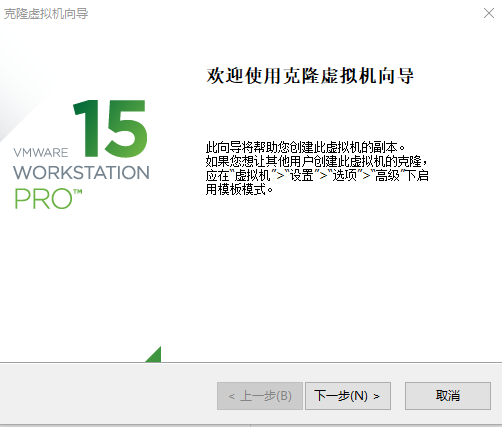 克隆虚拟机向导
欢迎使用克隆虚拟机向导
15
VMWARE
WORKSTATION
PRO™
此向导将帮助您创建此虚拟机的副本。
如果您想让其他用户创建此虚拟机的克隆，
应在“虚拟机”>“设置”>“选项”>“高级”下启
用模板模式。
< 上一步(B)
下一步(N) >
取消